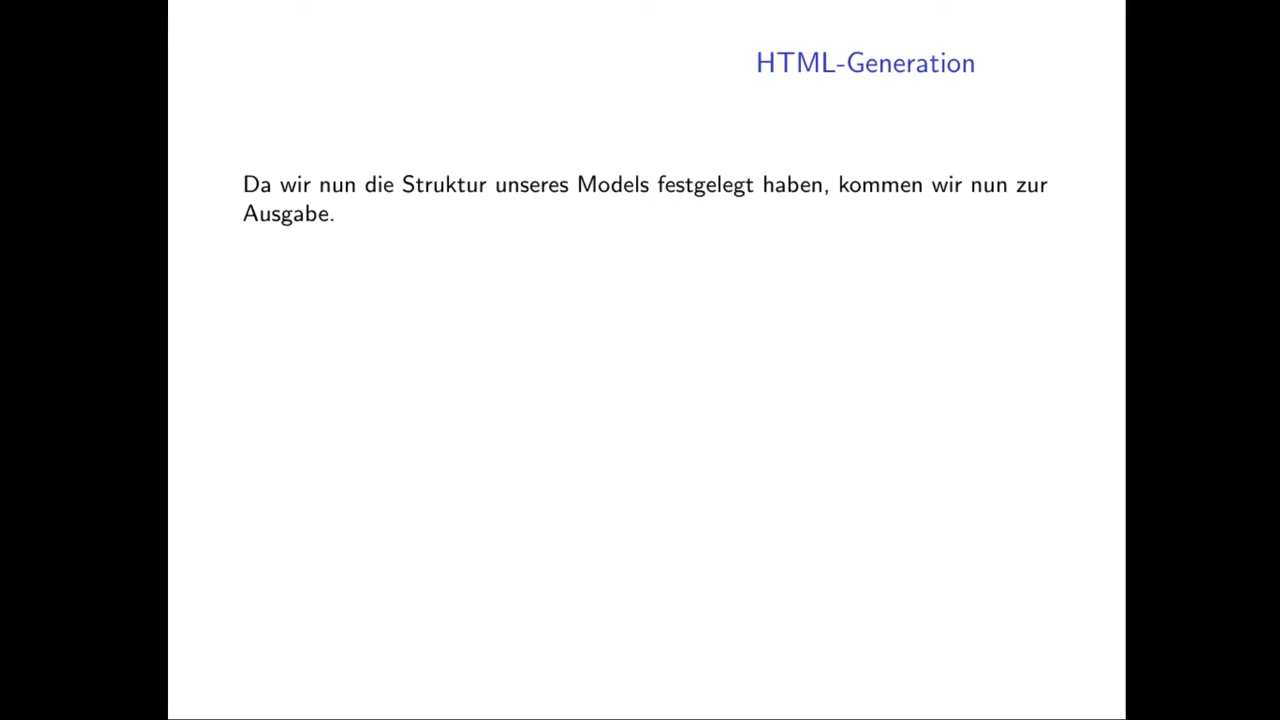 HTML-Generation
Da wir nun die Struktur unseres Models festgelegt haben, kommen wir nun zur
Ausgabe.